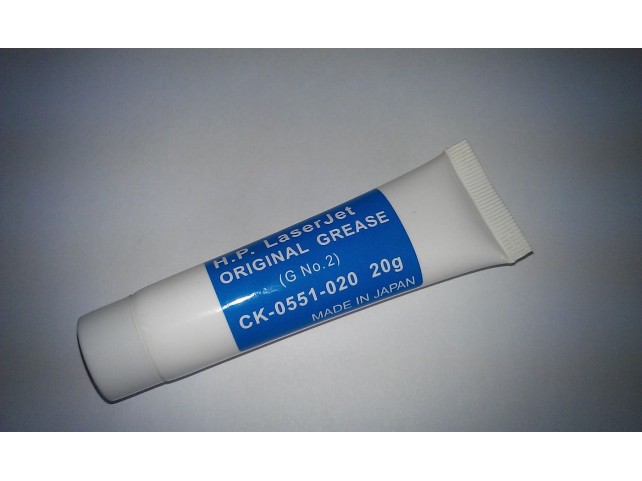 H.P. LaserJet
ORIGINAL GREASE
(G No.2)
CK-0551-020 20g
MADE IN JAPAN